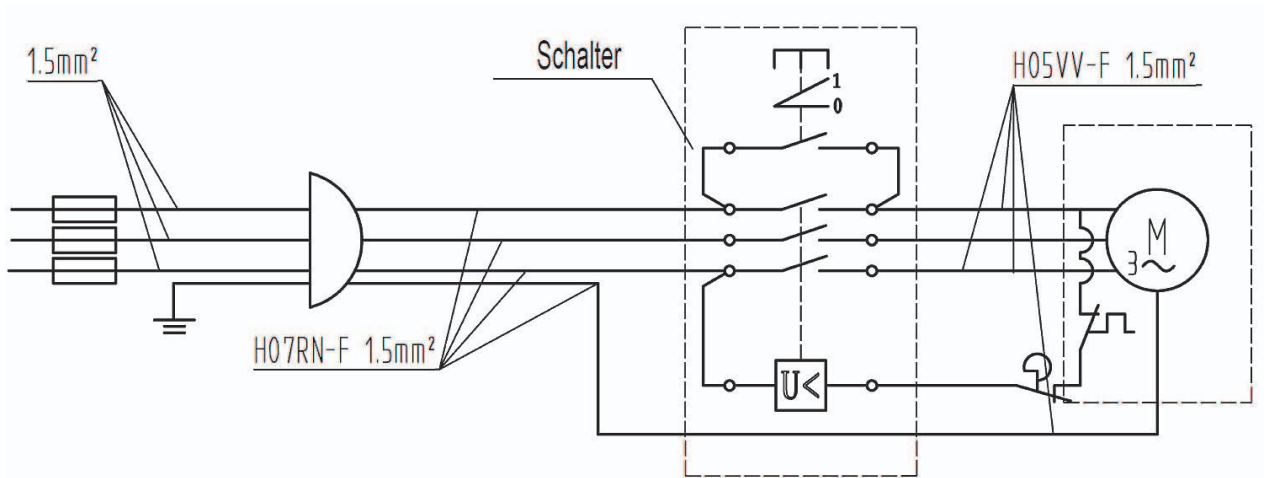 1.5mm²
Schalter
H05VV-F 1.5mm²
1
0
M
3
H07RN-F 1.5mm²
U<